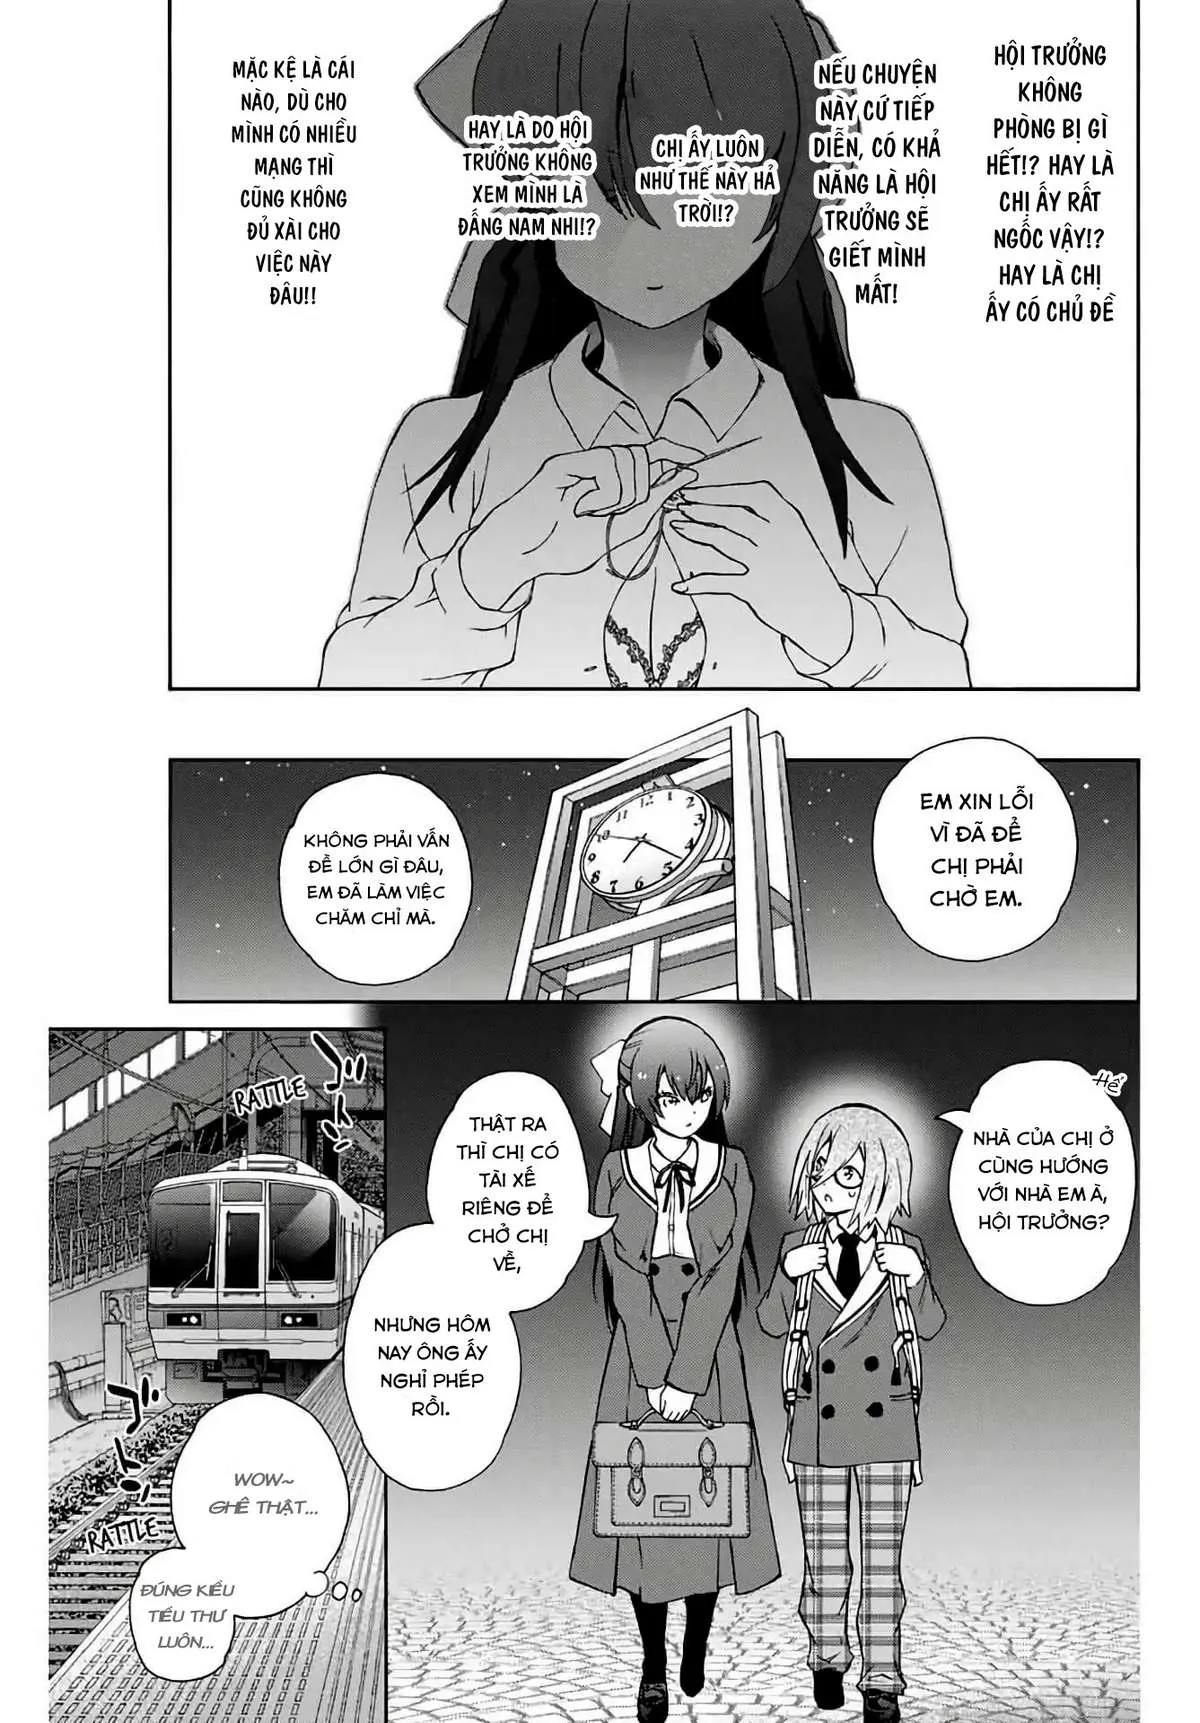 HỘI TRƯỞNG
KHÔNG
PHÒNG BỊ GÌ
HẾT!? HAY LÀ
CHỊ ẤY RẤT
NGỐC VẬY!?
HAY LÀ CHỊ
ẤY CÓ CHỦ ĐỀ
NẾU CHUYỆN
NÀY CỨ TIẾP
DIỄN, CÓ KHẢ
NĂNG LÀ HỘI
TRƯỞNG SẼ
GIẾT MÌNH
MẤT!
CHỊ ẤY LUÔN
NHƯ THẾ NÀY HẢ
TRỜI!?
HAY LÀ DO HỘI
TRƯỞNG KHÔNG
XEM MÌNH LÀ
ĐẤNG NAM NHI!?
MẶC KỆ LÀ CÁI
NÀO, DÙ CHO
MÌNH CÓ NHIỀU
MẠNG THÌ
CŨNG KHÔNG
ĐỦ XÀI CHO
VIỆC NÀY
ĐÂU!!
EM XIN LỖI
VÌ ĐÃ ĐỂ
CHỊ PHẢI
CHỜ EM.
KHÔNG PHẢI VẤN
ĐỀ LỚN GÌ ĐÂU,
EM ĐÃ LÀM VIỆC
CHĂM CHỈ MÀ.
HỂ
NHÀ CỦA CHỊ Ở
CÙNG HƯỚNG
VỚI NHÀ EM À,
HỘI TRƯỞNG?
THẬT RA
THÌ CHỊ CÓ
TÀI XẾ
RIÊNG ĐỂ
CHỞ CHỊ
VỀ,
NHƯNG HÔM
NAY ÔNG ẤY
NGHỈ PHÉP
RỒI.
RATTLE
WOW~
GHÊ THẬT...
ĐÚNG KIỂU
TIỂU THƯ
LUÔN...
RATTLE